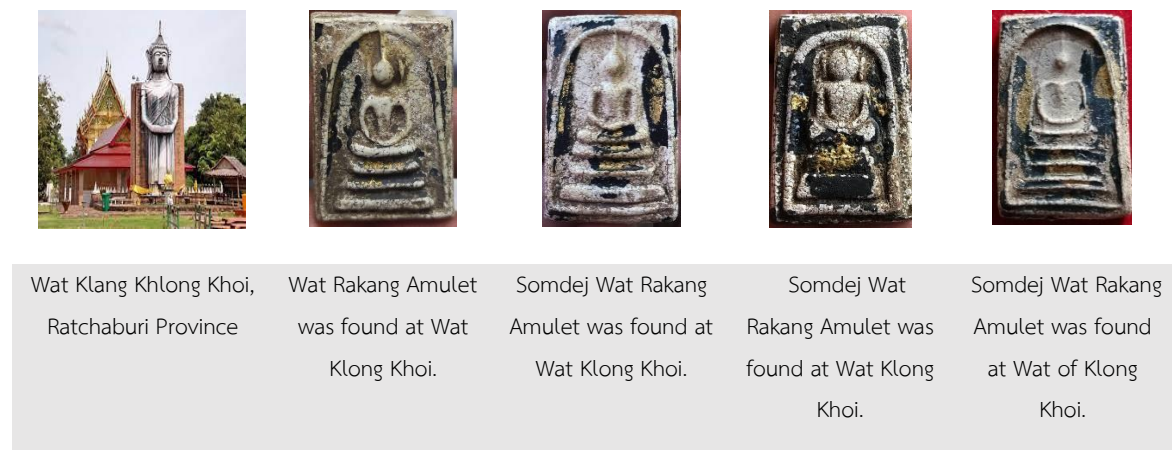 Wat Klang Khlong Khoi,
Ratchaburi Province
Wat Rakang Amulet
was found at Wat
Klong Khoi.
Somdej Wat Rakang
Amulet was found at
Wat Klong Khoi.
Somdej Wat
Rakang Amulet was
found at Wat Klong
Khoi.
Somdej Wat Rakang
Amulet was found
at Wat of Klong
Khoi.